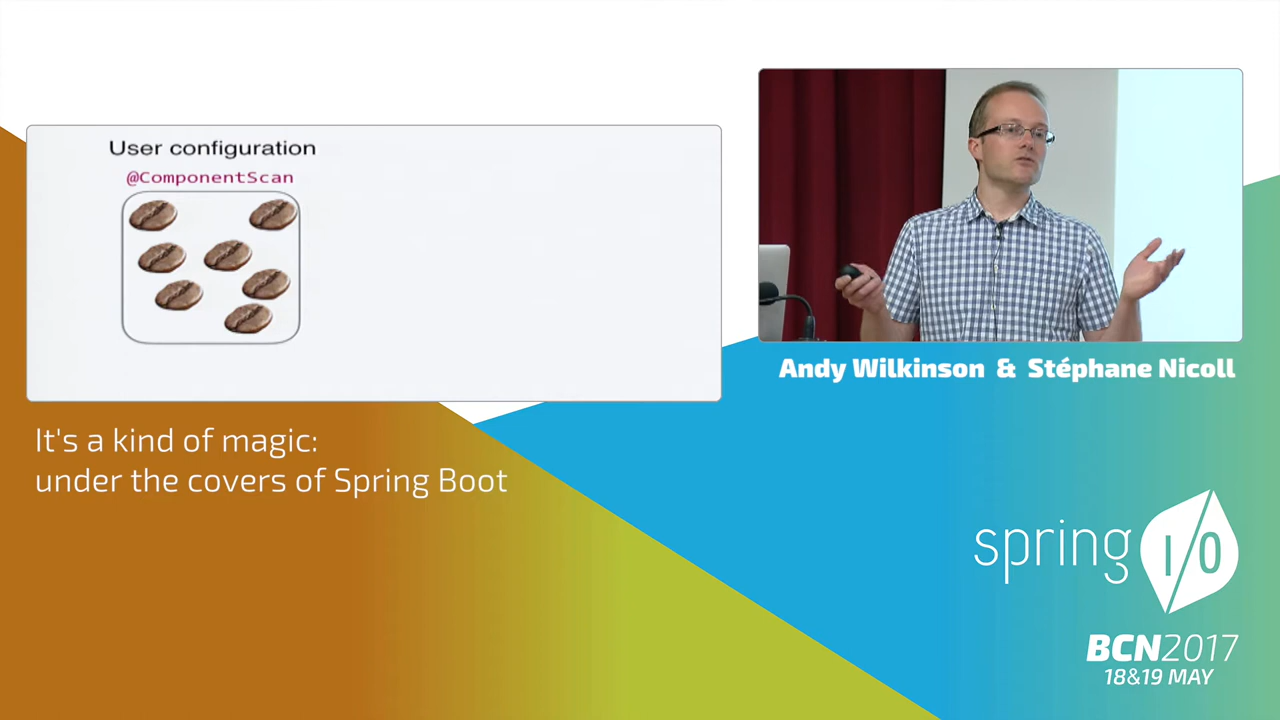 User configuration
@ComponentScan
Andy Wilkinson & Stéphane Nicoll
It's a kind of magic:
under the covers of Spring Boot
spring I/O
BCN2017
18&19 MAY